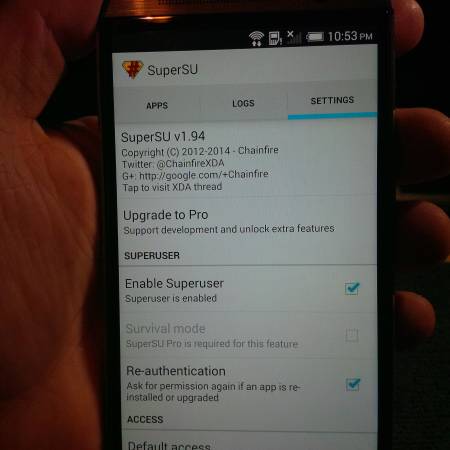 10:53PM
SuperSU
APPS LOGS SETTINGS
SuperSU v1.94
Copyright (C) 2012-2014 - Chainfire
Twitter: @ChainfireXDA
G+: http://google.com/+Chainfire
Tap to visit XDA thread
Upgrade to Pro
Support development and unlock extra features
SUPERUSER
Enable Superuser
Superuser is enabled
Survival mode
SuperSU Pro is required for this feature
Re-authentication
Ask for permission again if an app is re-
installed or upgraded
ACCESS
Default access